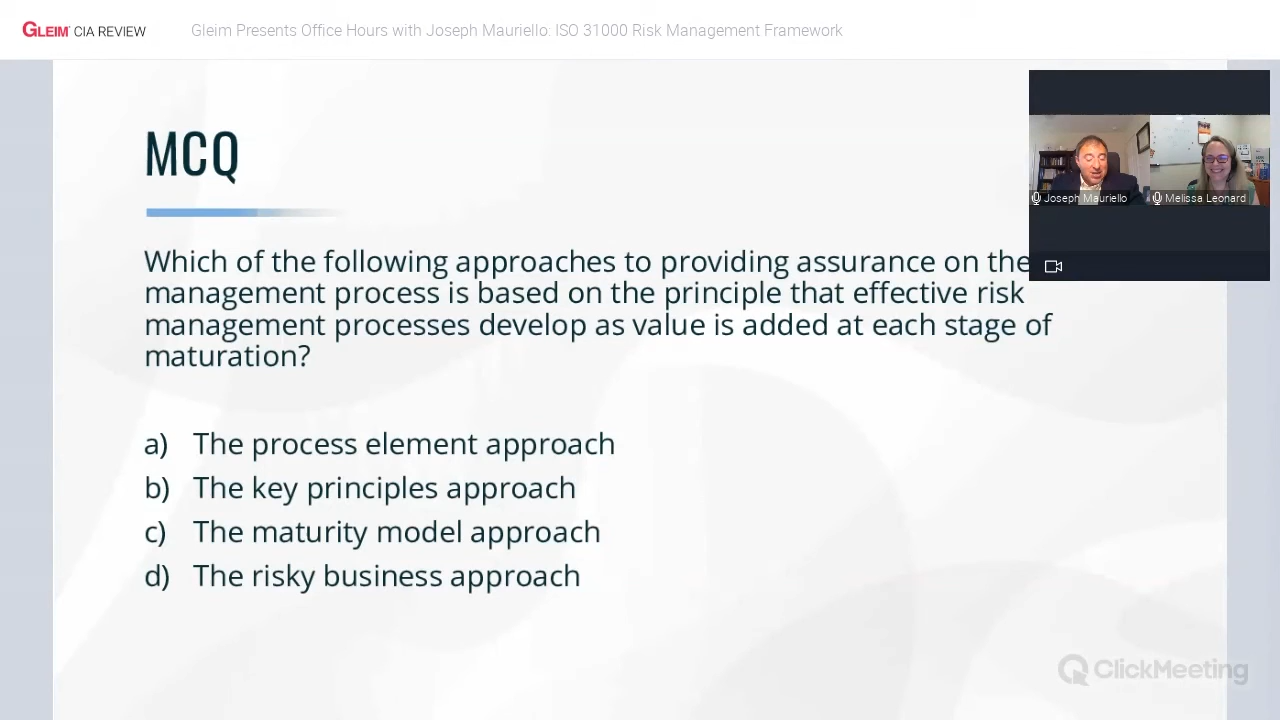 GLEIM CIA REVIEW
Gleim Presents Office Hours with Joseph Mauriello: ISO 31000 Risk Management Framework
MCQ
Joseph Mauriello
Melissa Leonard
Which of the following approaches to providing assurance on the
management process is based on the principle that effective risk
management processes develop as value is added at each stage of
maturation?
a) The process element approach
b) The key principles approach
c) The maturity model approach
d) The risky business approach
ClickMeeting